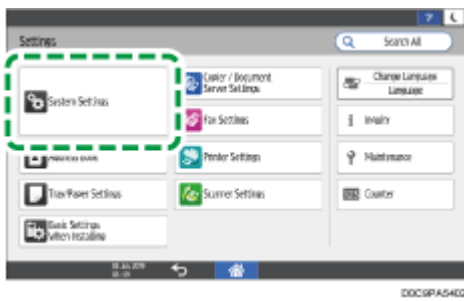 ?
Settings
Search All
System Settings
Copier / Document
Server Settings
Change Language
Language
Fax Settings
Inquiry
Address Book
Printer Settings
Maintenance
Tray/Paper Settings
Scanner Settings
Counter
Basic Settings
When Installing
D0C9PA5402